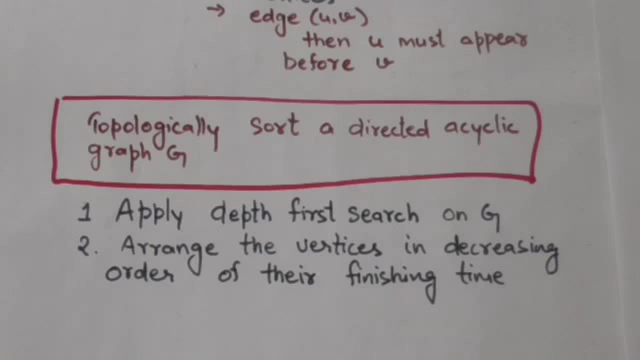 → edge (u,v)
then u must appear
before v
Topologically sort a directed acyclic
graph G
1 Apply depth first search on G
2. Arrange the vertices in decreasing
order of their finishing time